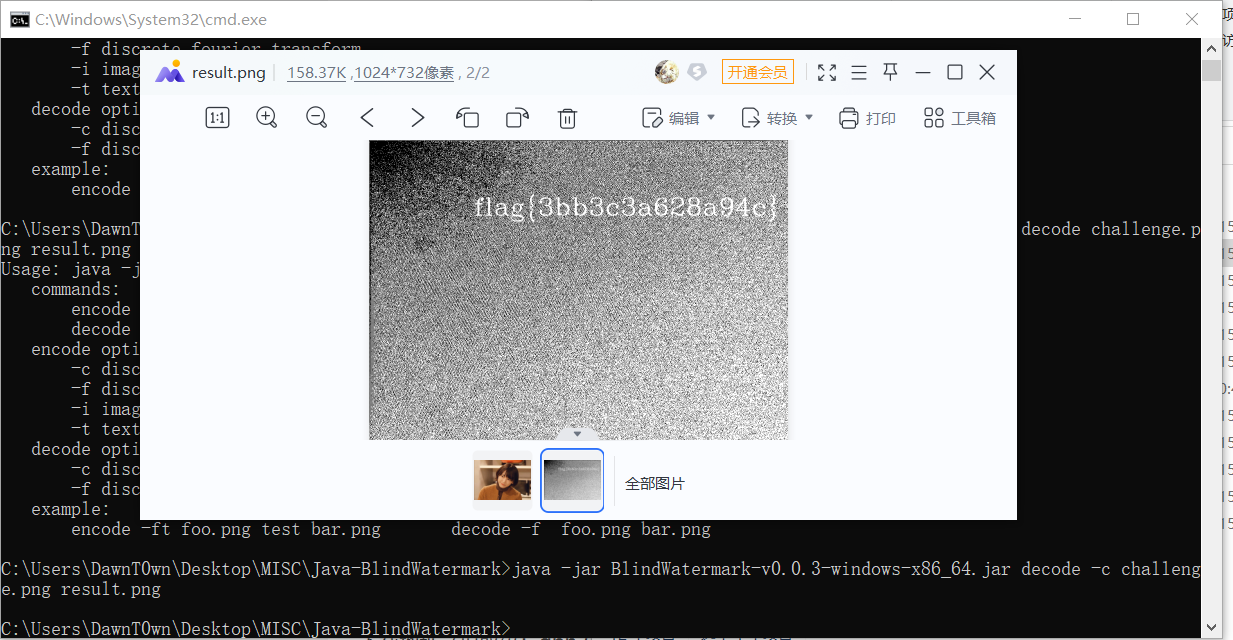 C:\Windows\System32\cmd.exe
-f discrete fourier transform
-i imag
-t text
decode opti
-c disc
-f disc
example:
encode
C:\Users\DawnT
decode challenge.p
ng result.png
Usage: java -j
commands:
encode
decode
encode opti
-c disc
-f disc
-i imag
-t text
decode opti
-c disc
-f disc
example:
encode -ft foo.png test bar.png decode -f foo.png bar.png
C:\Users\DawnT0wn\Desktop\MISC\Java-BlindWatermark>java -jar BlindWatermark-v0.0.3-windows-x86_64.jar decode -c challeng
e.png result.png
C:\Users\DawnT0wn\Desktop\MISC\Java-BlindWatermark>
result.png 158.37K ,1024*732像素 , 2/2 开通会员
1:1 编辑 转换 打印 工具箱
flag{3bb3c3a628a94c}
全部图片